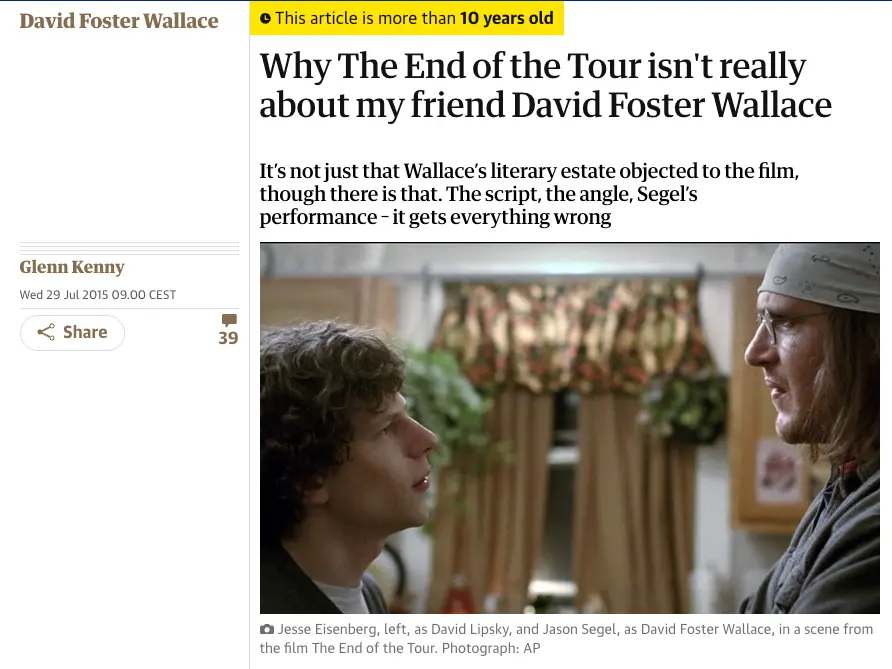 David Foster Wallace
This article is more than 10 years old
Why The End of the Tour isn't really
about my friend David Foster Wallace
It’s not just that Wallace’s literary estate objected to the film,
though there is that. The script, the angle, Segel’s
performance – it gets everything wrong
Glenn Kenny
Wed 29 Jul 2015 09.00 CEST
Share
39
Jesse Eisenberg, left, as David Lipsky, and Jason Segel, as David Foster Wallace, in a scene from
the film The End of the Tour. Photograph: AP